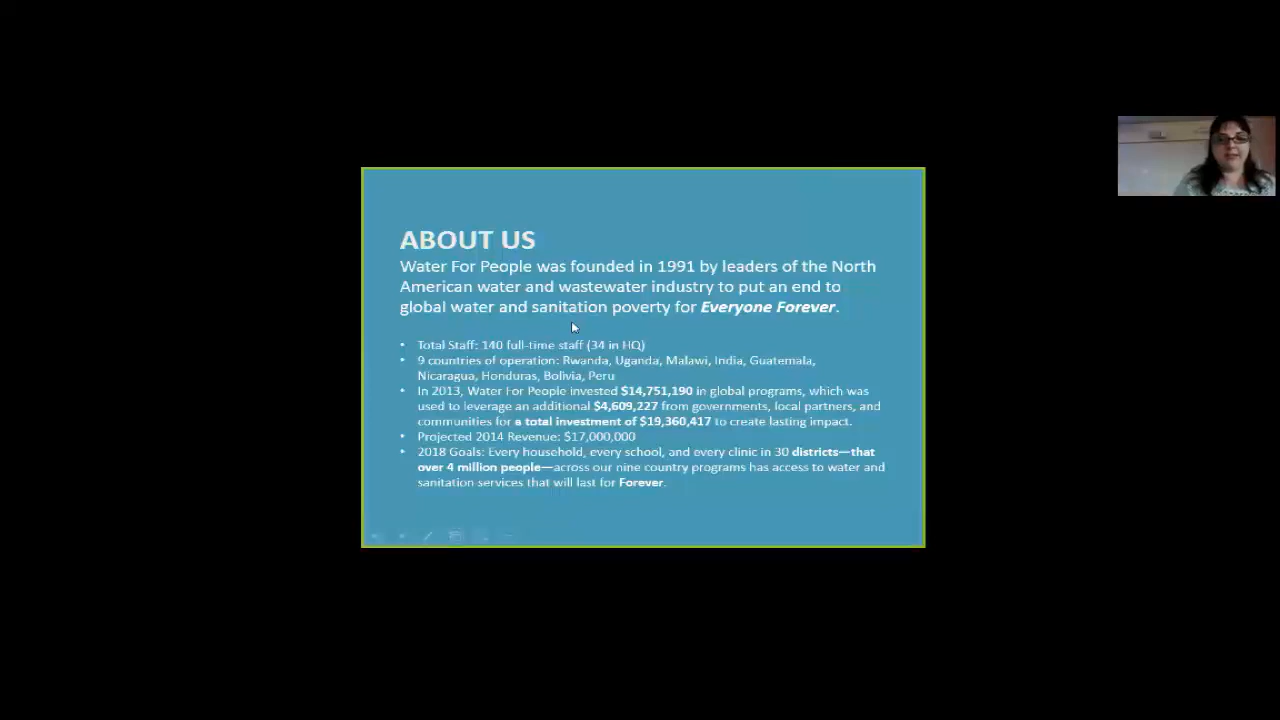 ABOUT US
Water For People was founded in 1991 by leaders of the North
American water and wastewater industry to put an end to
global water and sanitation poverty for Everyone Forever.
• Total Staff: 140 full-time staff (34 in HQ)
• 9 countries of operation: Rwanda, Uganda, Malawi, India, Guatemala,
Nicaragua, Honduras, Bolivia, Peru
• In 2013, Water For People invested $14,751,190 in global programs, which was
used to leverage an additional $4,609,227 from governments, local partners, and
communities for a total investment of $19,360,417 to create lasting impact.
• Projected 2014 Revenue: $17,000,000
• 2018 Goals: Every household, every school, and every clinic in 30 districts—that
over 4 million people—across our nine country programs has access to water and
sanitation services that will last for Forever.